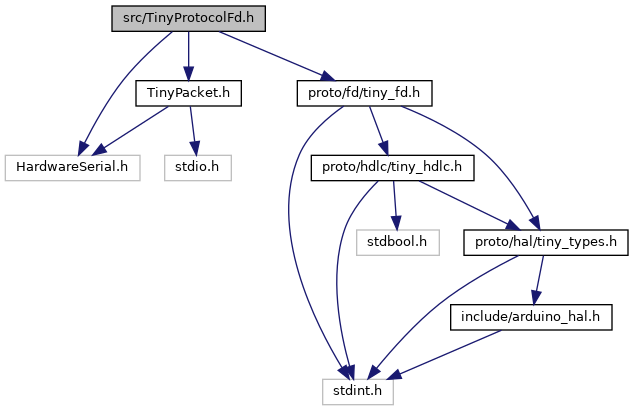 src/TinyProtocolFd.h
TinyPacket.h
proto/fd/tiny_fd.h
HardwareSerial.h
stdio.h
proto/hdlc/tiny_hdlc.h
stdbool.h
proto/hal/tiny_types.h
include/arduino_hal.h
stdint.h